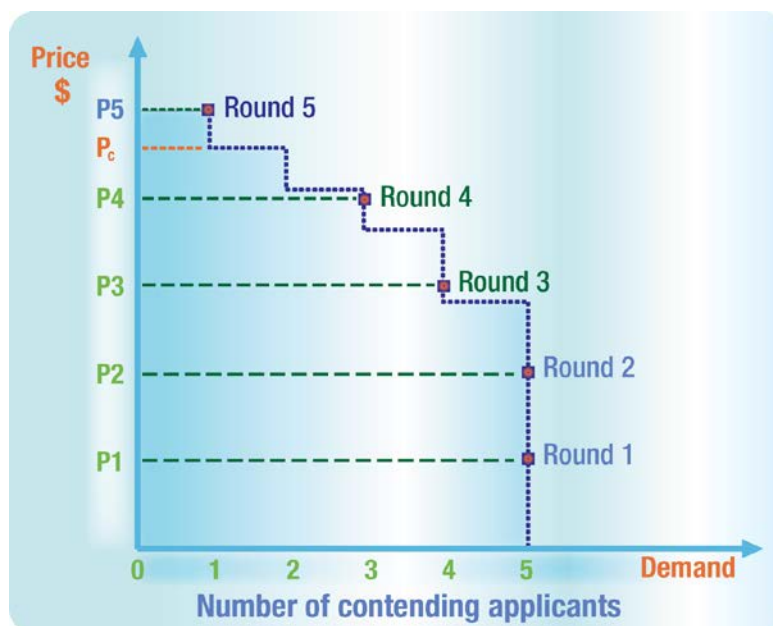 Price
$
P5
Round 5
Pc
P4
Round 4
P3
Round 3
P2
Round 2
P1
Round 1
0 1 2 3 4 5 Demand
Number of contending applicants